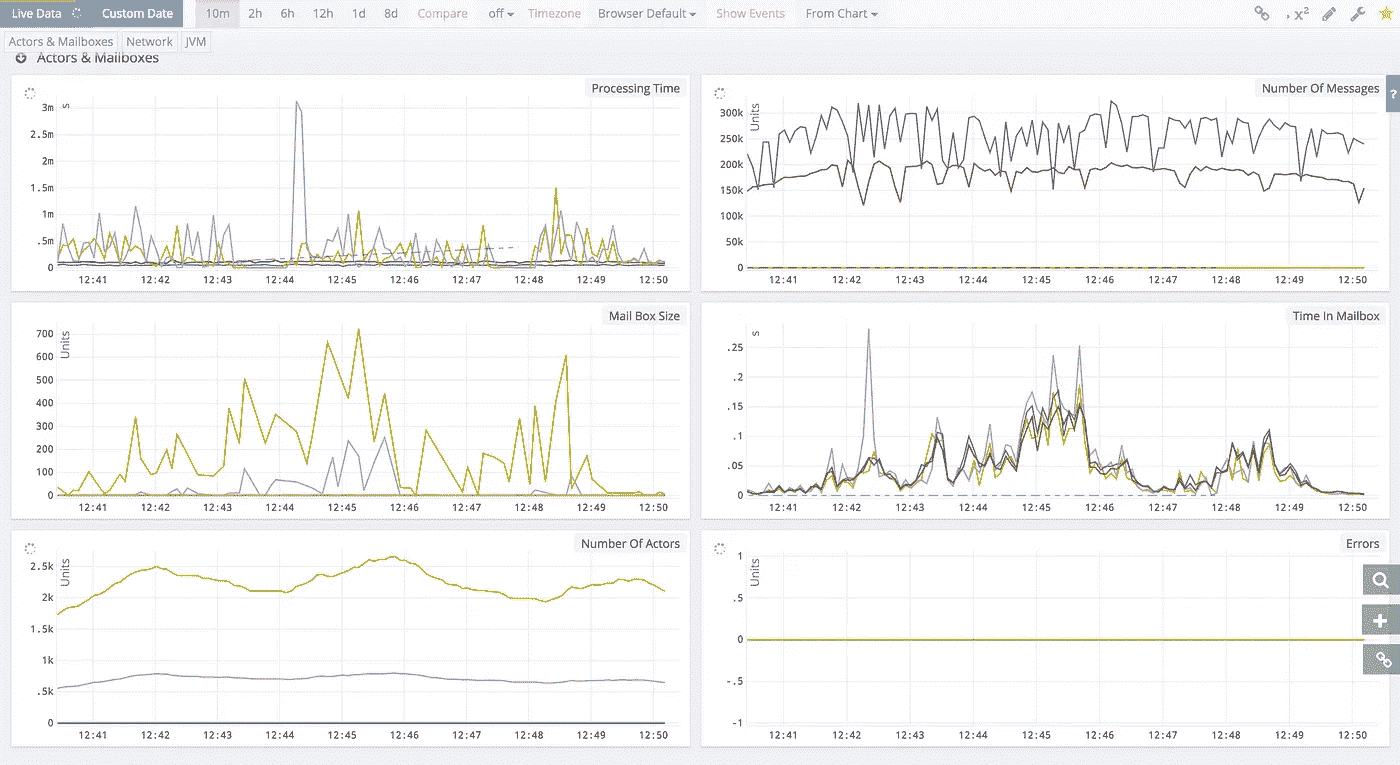 Live Data Custom Date 10m 2h 6h 12h 1d 8d Compare off Timezone Browser Default Show Events From Chart x²
Actors & Mailboxes Network JVM
Actors & Mailboxes
Processing Time
s
3m
2.5m
2m
1.5m
1m
.5m
0
12:41 12:42 12:43 12:44 12:45 12:46 12:47 12:48 12:49 12:50
Number Of Messages
?
Units
300k
250k
200k
150k
100k
50k
0
12:41 12:42 12:43 12:44 12:45 12:46 12:47 12:48 12:49 12:50
Mail Box Size
Units
700
600
500
400
300
200
100
0
12:41 12:42 12:43 12:44 12:45 12:46 12:47 12:48 12:49 12:50
Time In Mailbox
s
.25
.2
.15
.1
.05
0
12:41 12:42 12:43 12:44 12:45 12:46 12:47 12:48 12:49 12:50
Number Of Actors
Units
2.5k
2k
1.5k
1k
.5k
0
12:41 12:42 12:43 12:44 12:45 12:46 12:47 12:48 12:49 12:50
Errors
Units
1
.5
0
-.5
-1
12:41 12:42 12:43 12:44 12:45 12:46 12:47 12:48 12:49 12:50